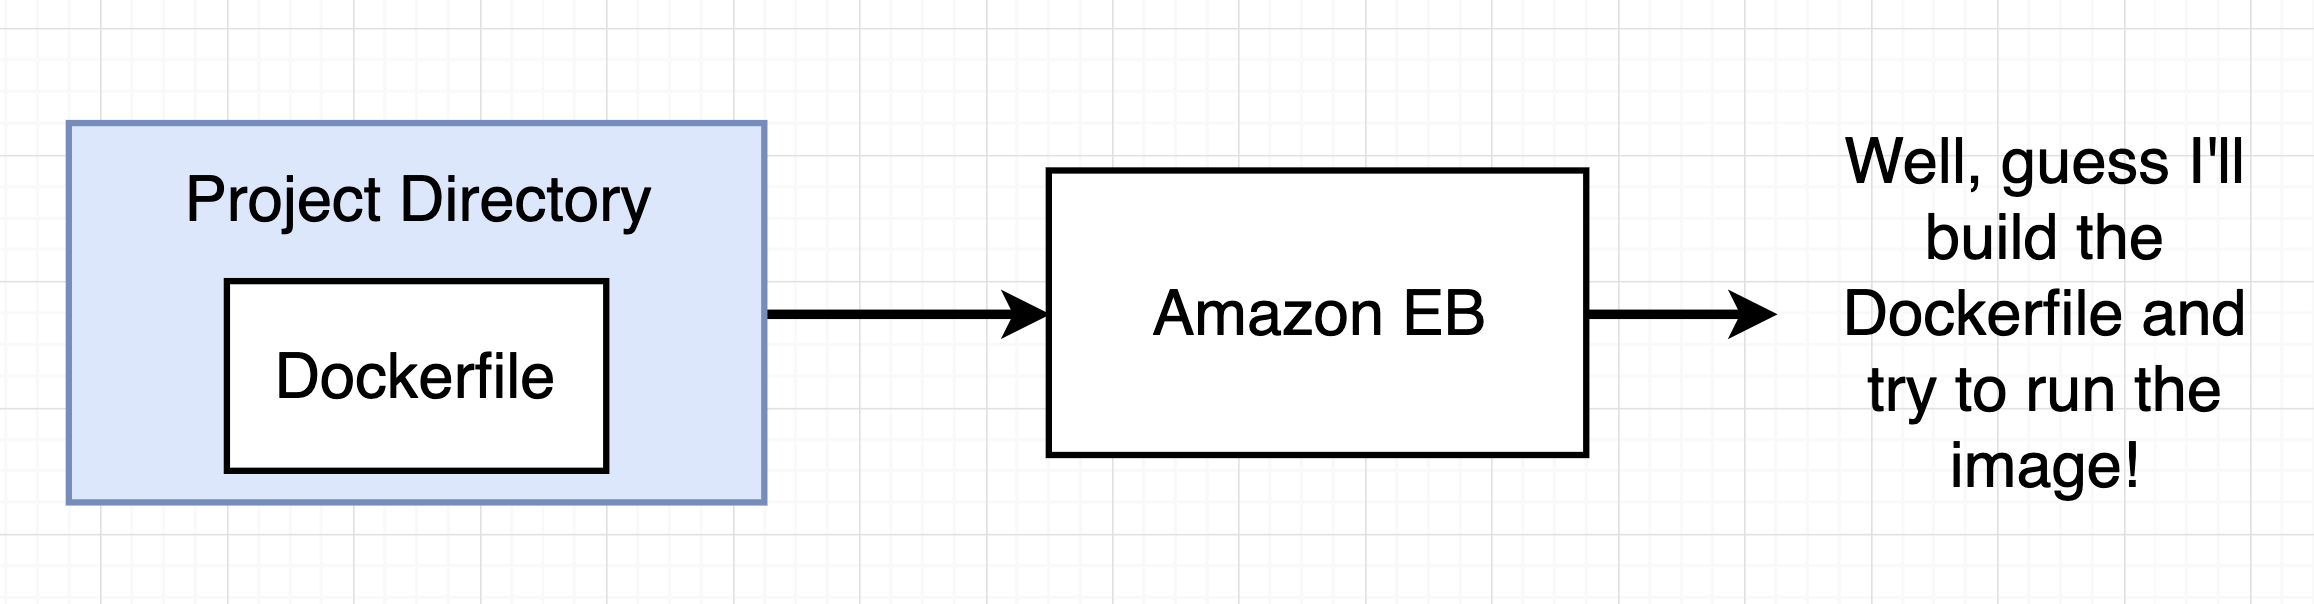 Project Directory
Dockerfile
Amazon EB
Well, guess I'll
build the
Dockerfile and
try to run the
image!